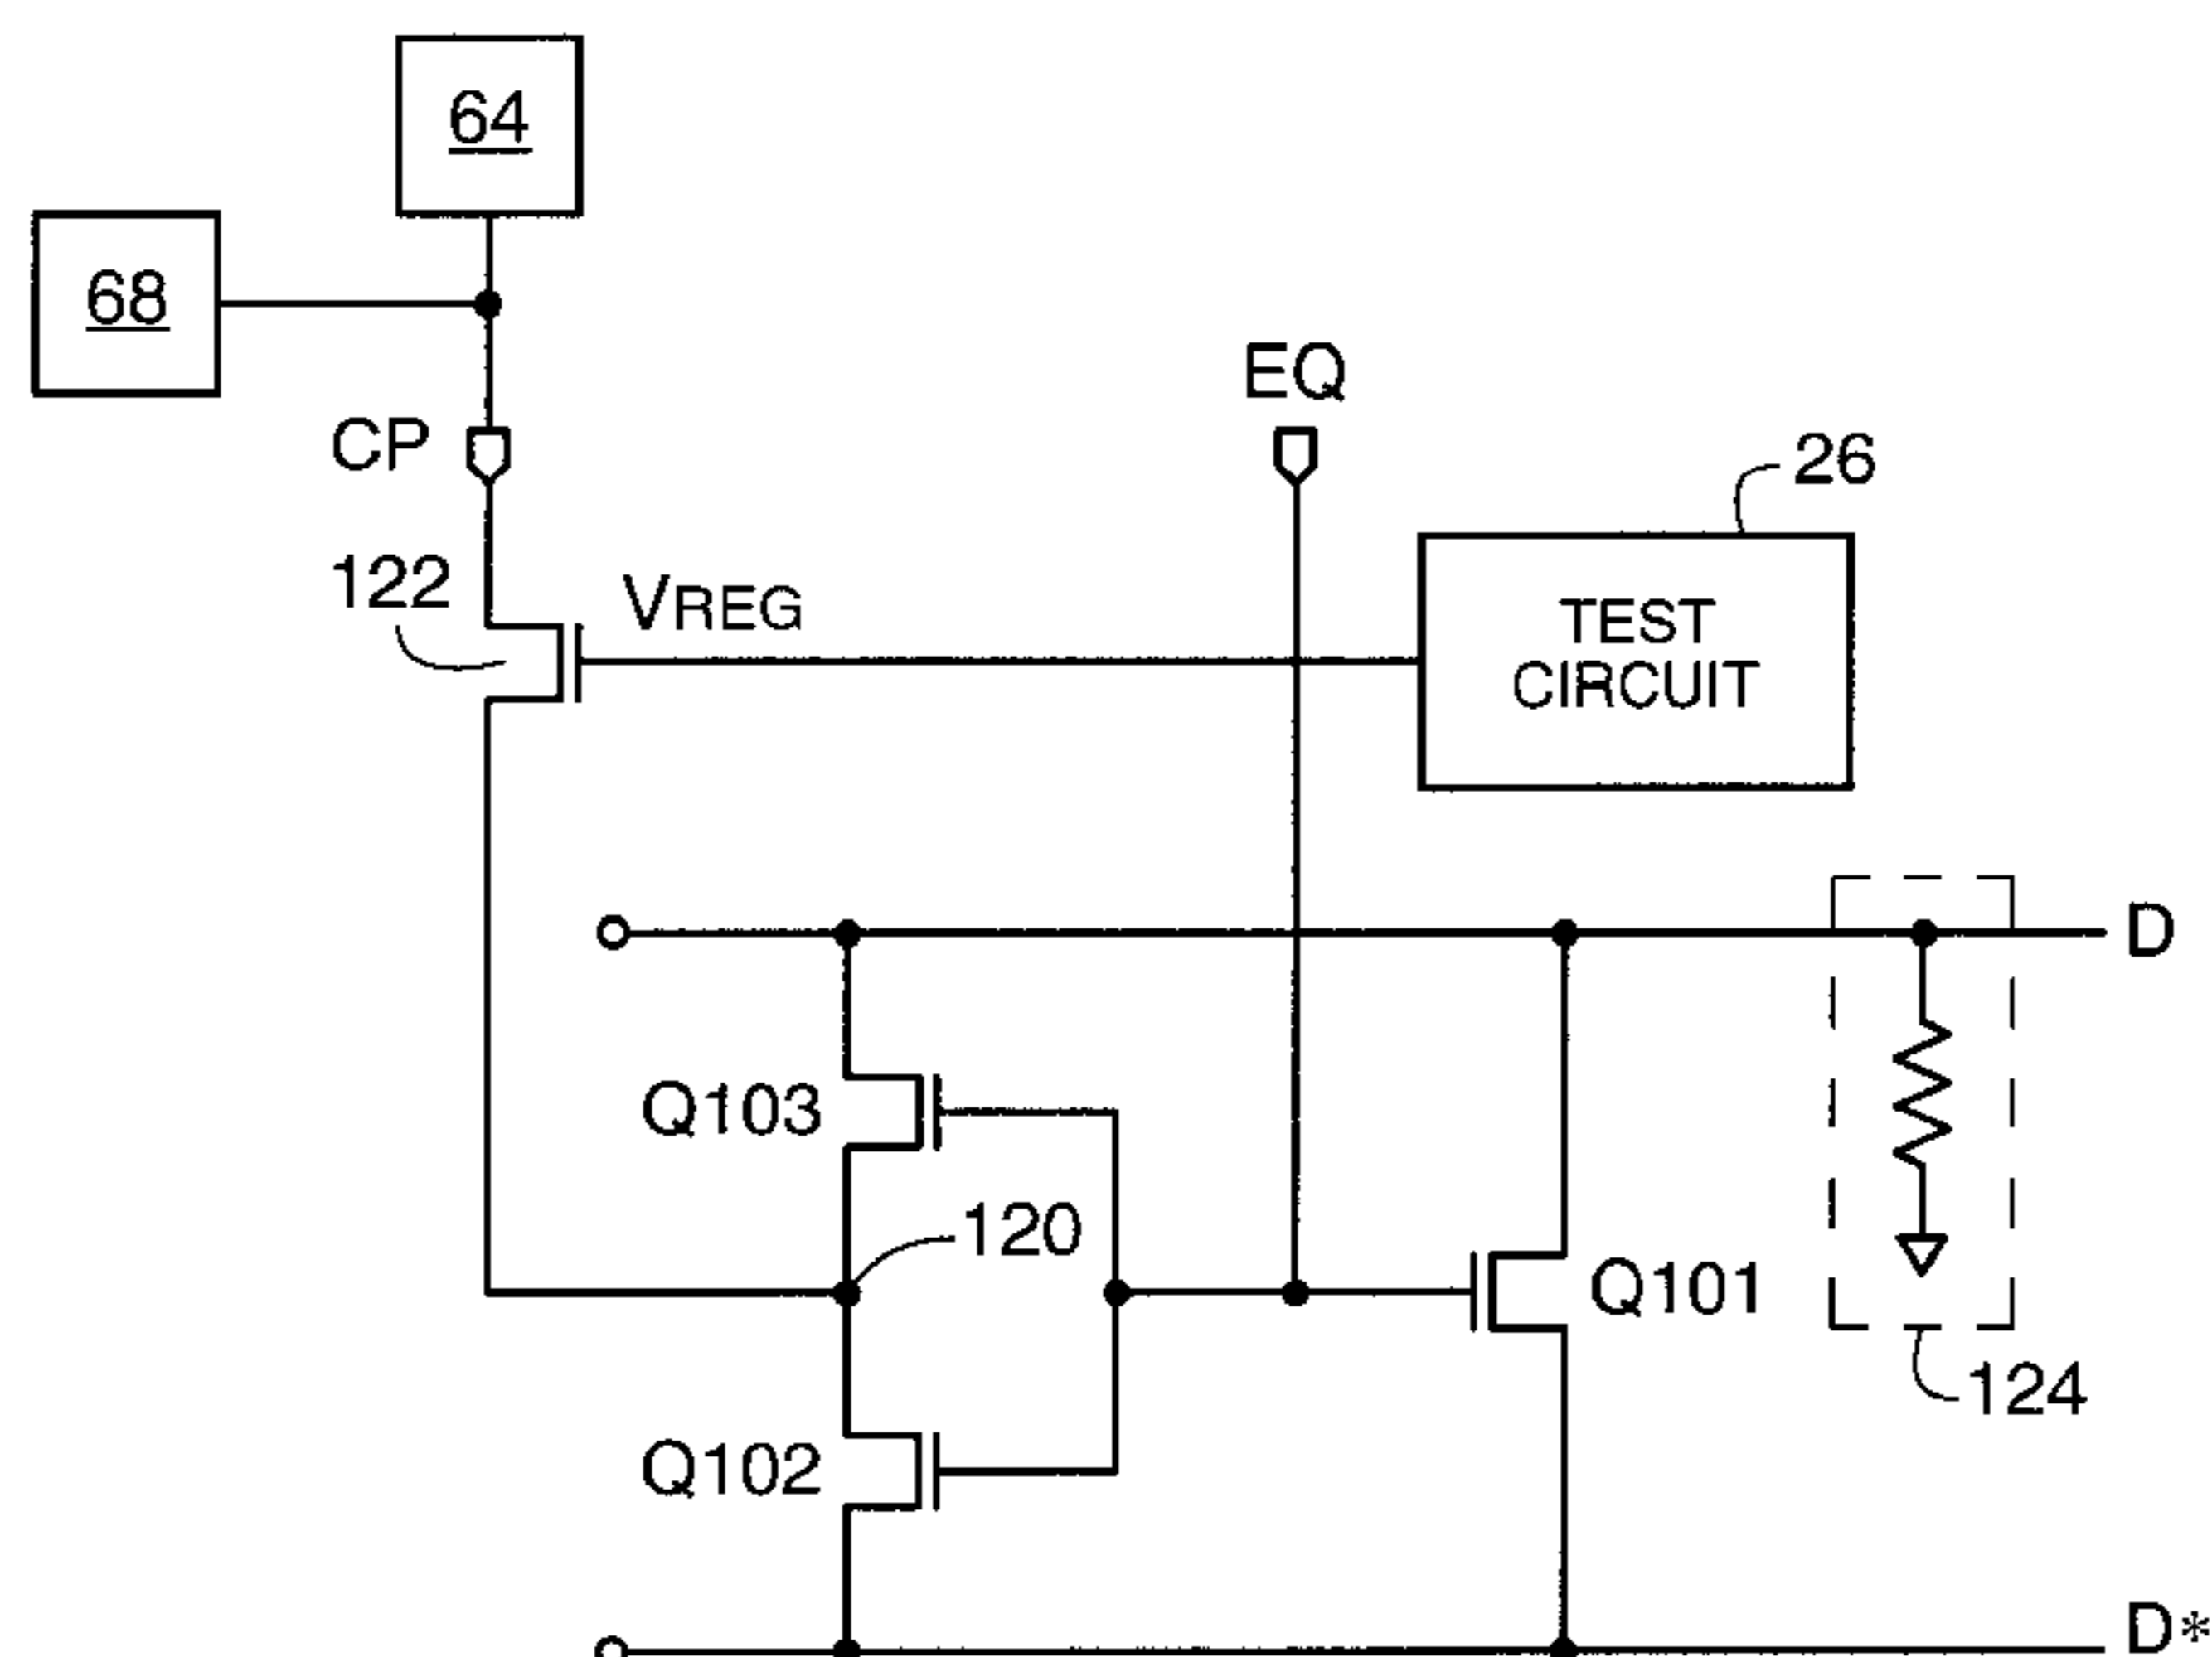 64
68
CP
EQ
26
122
VREG
TEST
CIRCUIT
D
Q103
120
Q101
124
Q102
D*